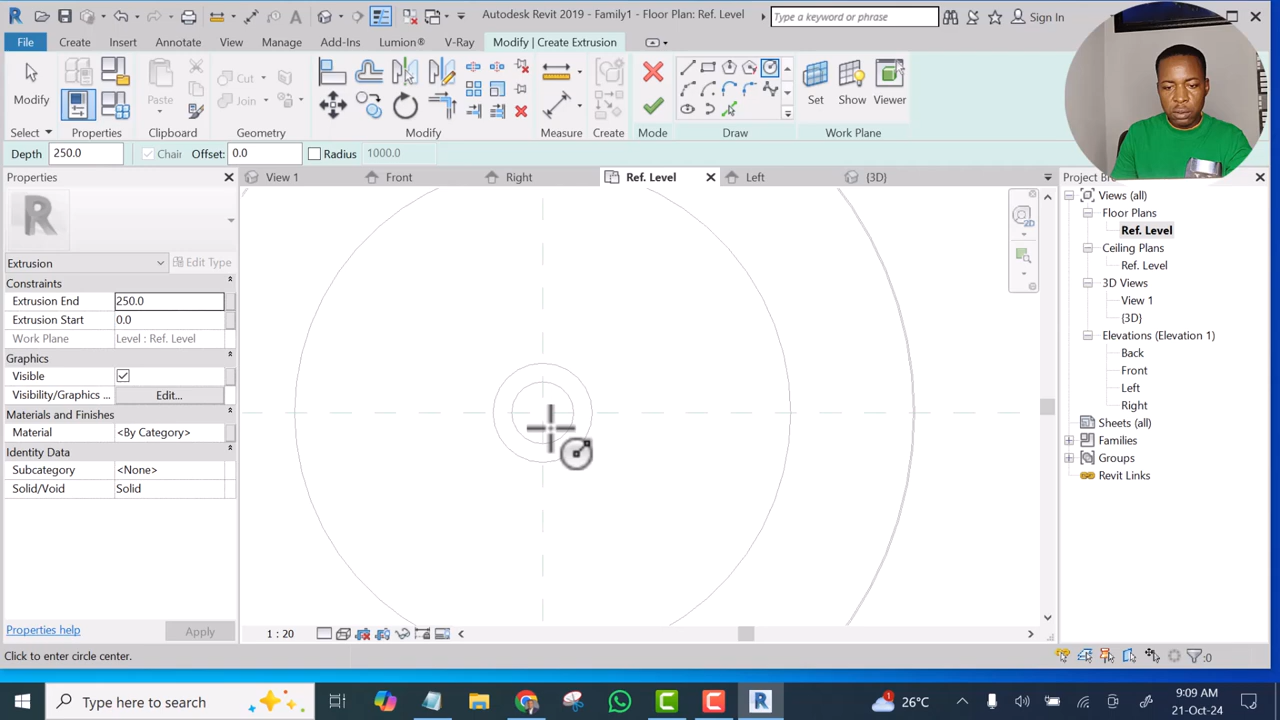 Autodesk Revit 2019 - Family1 - Floor Plan: Ref. Level
Type a keyword or phrase
Sign In
File Create Insert Annotate View Manage Add-Ins Lumion® V-Ray Modify | Create Extrusion
Modify
Paste
Cut
Join
Set Show Viewer
Select Properties Clipboard Geometry Modify Measure Create Mode Draw Work Plane
Depth 250.0 Chain Offset: 0.0 Radius 1000.0
Properties
View 1 Front Right Ref. Level Left {3D}
Extrusion
Edit Type
Constraints
Extrusion End 250.0
Extrusion Start 0.0
Work Plane Level : Ref. Level
Graphics
Visible
Visibility/Graphics ... Edit...
Materials and Finishes
Material <By Category>
Identity Data
Subcategory <None>
Solid/Void Solid
Properties help
Apply
Views (all)
Floor Plans
Ref. Level
Ceiling Plans
Ref. Level
3D Views
View 1
{3D}
Elevations (Elevation 1)
Back
Front
Left
Right
Sheets (all)
Families
Groups
Revit Links
1 : 20
Click to enter circle center.
:0
Type here to search
1
26°C
9:09 AM
21-Oct-24